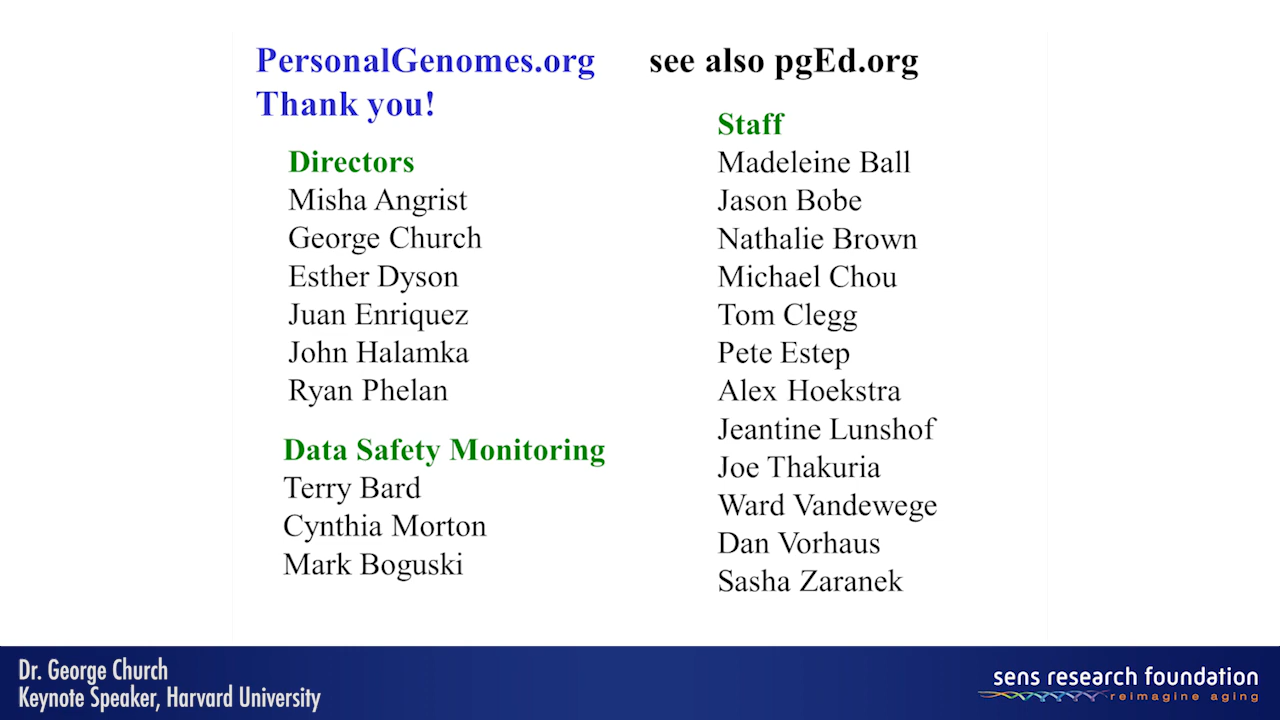 PersonalGenomes.org see also pgEd.org
Thank you!
Directors
Misha Angrist
George Church
Esther Dyson
Juan Enriquez
John Halamka
Ryan Phelan
Data Safety Monitoring
Terry Bard
Cynthia Morton
Mark Boguski
Staff
Madeleine Ball
Jason Bobe
Nathalie Brown
Michael Chou
Tom Clegg
Pete Estep
Alex Hoekstra
Jeantine Lunshof
Joe Thakuria
Ward Vandewege
Dan Vorhaus
Sasha Zaranek
Dr. George Church
Keynote Speaker, Harvard University
sens research foundation
reimagine aging